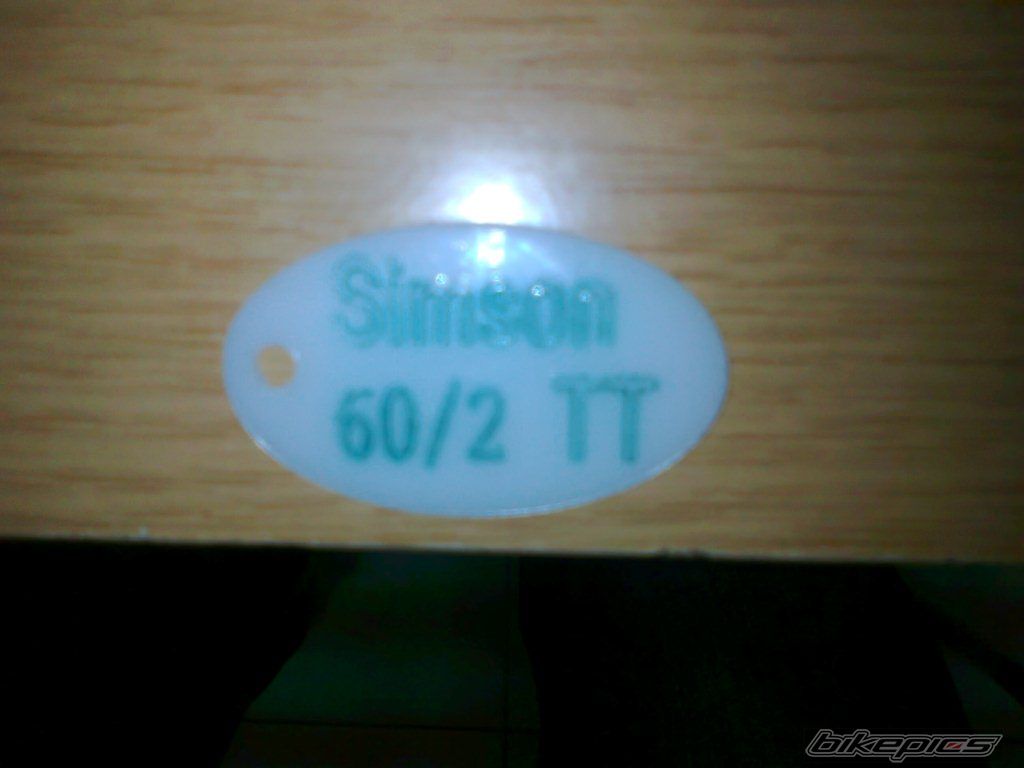 Simson
60/2 TT
bikepics